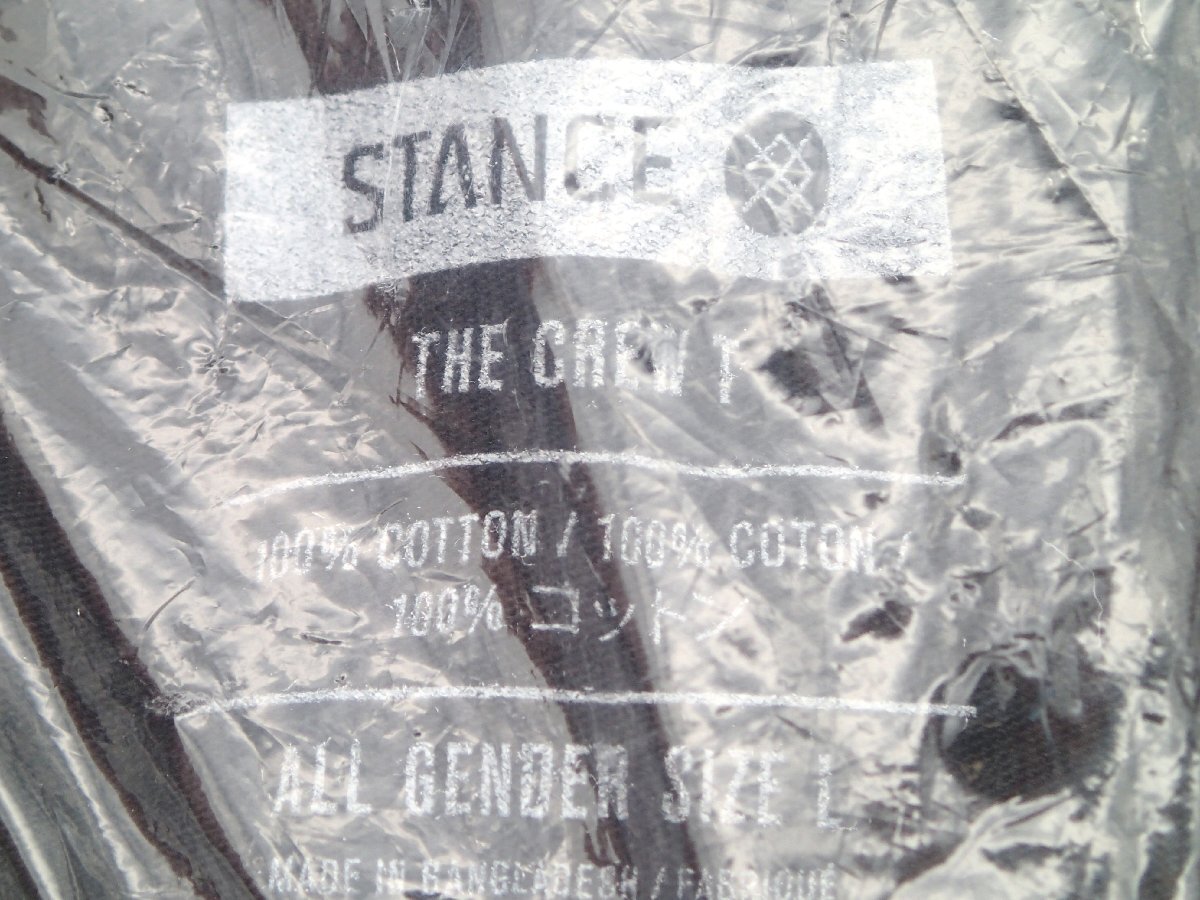 STANCE
THE CREW T
100% COTTON / 100% COTON /
100% コットン
ALL GENDER SIZE L
MADE IN BANGLADESH / FABRIQUÉ